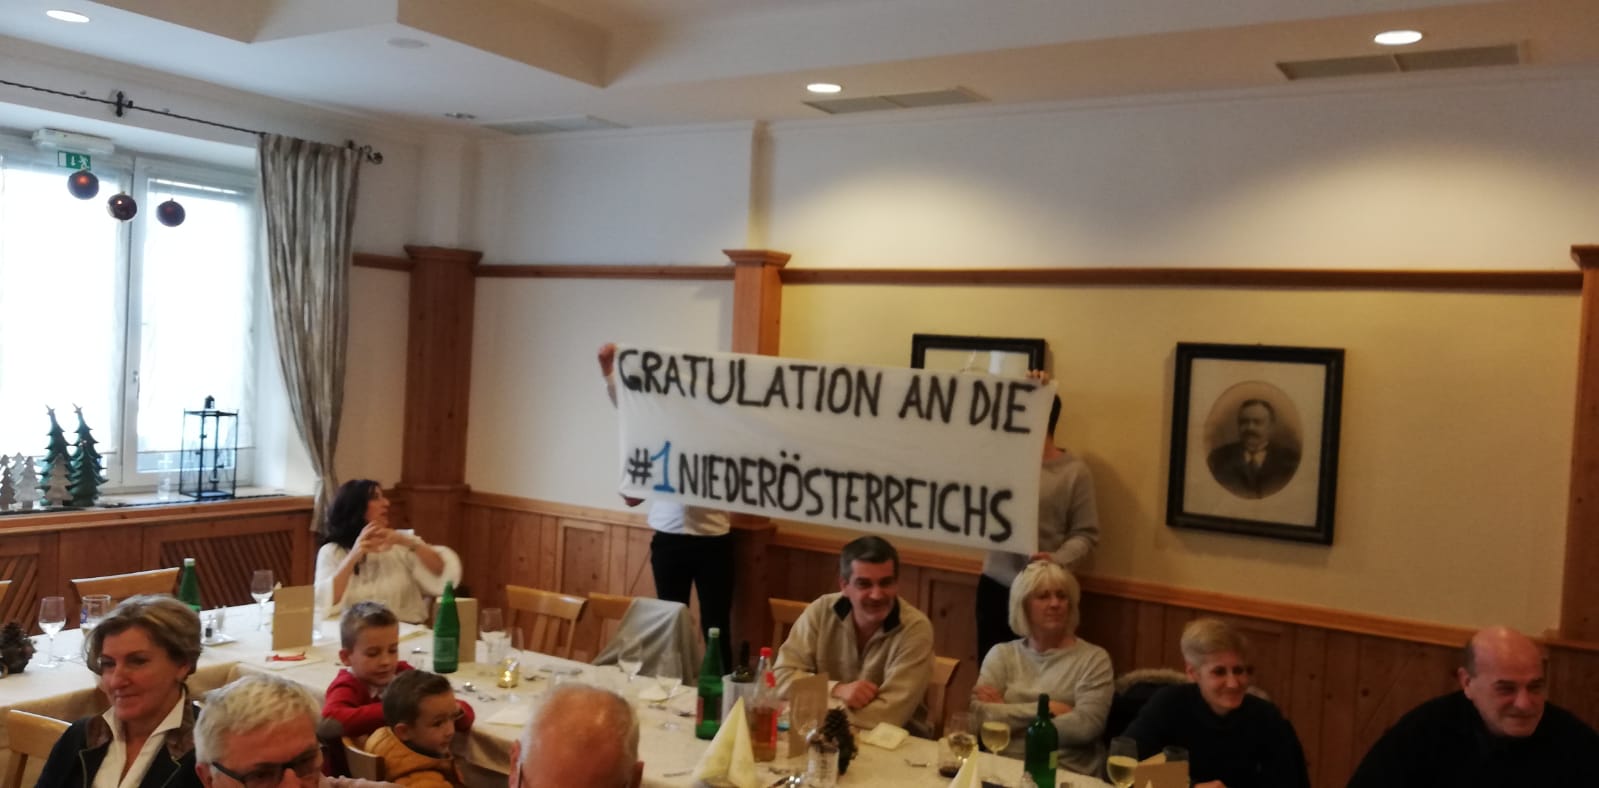 GRATULATION AN DIE
#1 NIEDERÖSTERREICHS